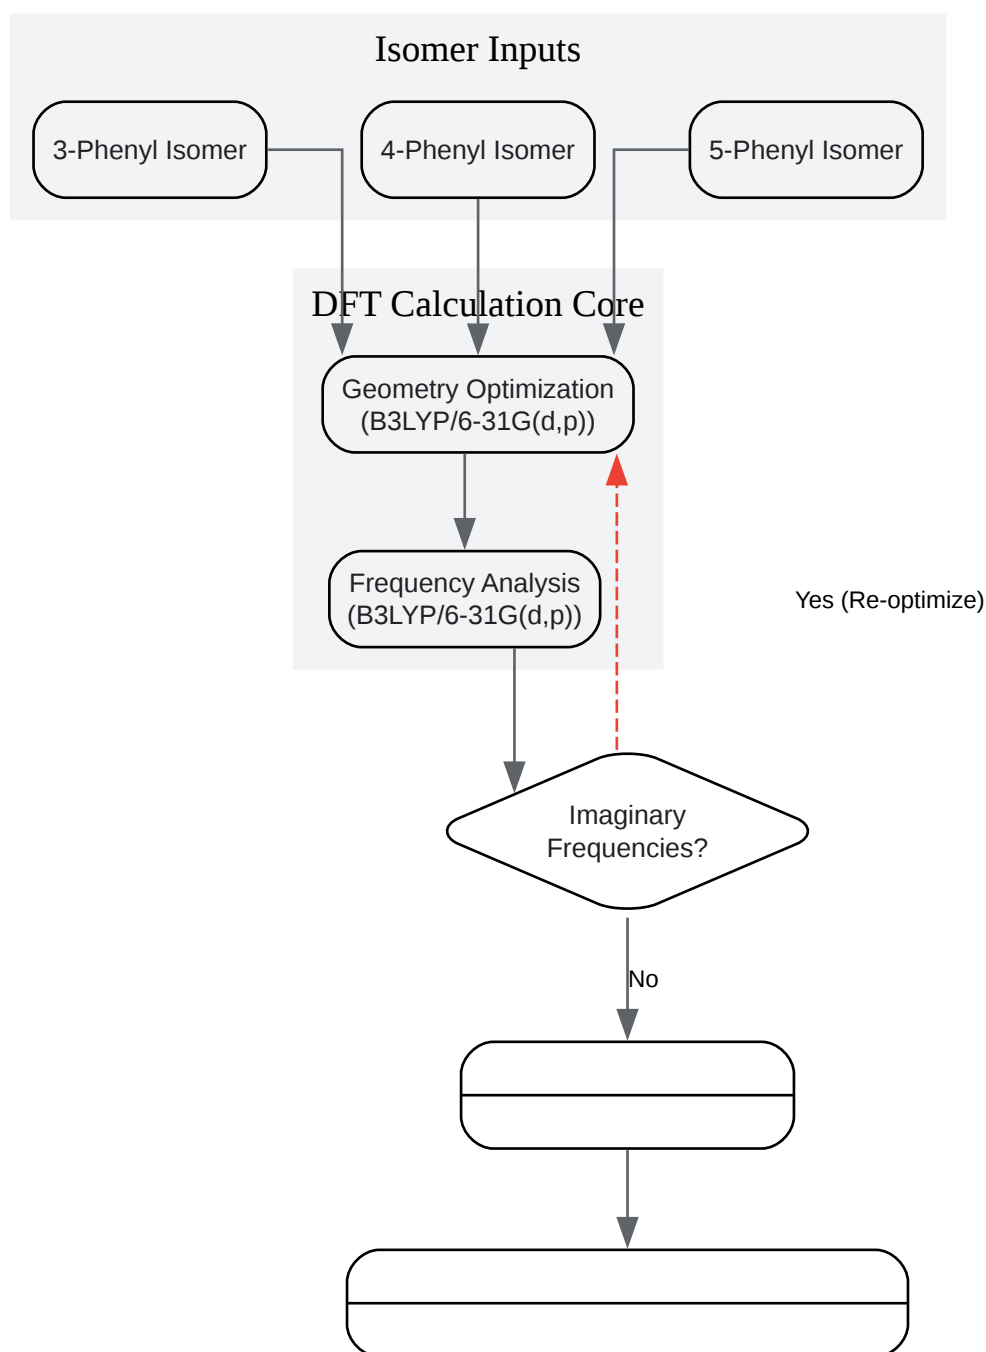 Isomer Inputs
3-Phenyl Isomer
4-Phenyl Isomer
5-Phenyl Isomer
DFT Calculation Core
Geometry Optimization
(B3LYP/6-31G(d,p))
Frequency Analysis
(B3LYP/6-31G(d,p))
Yes (Re-optimize)
Imaginary
Frequencies?
No